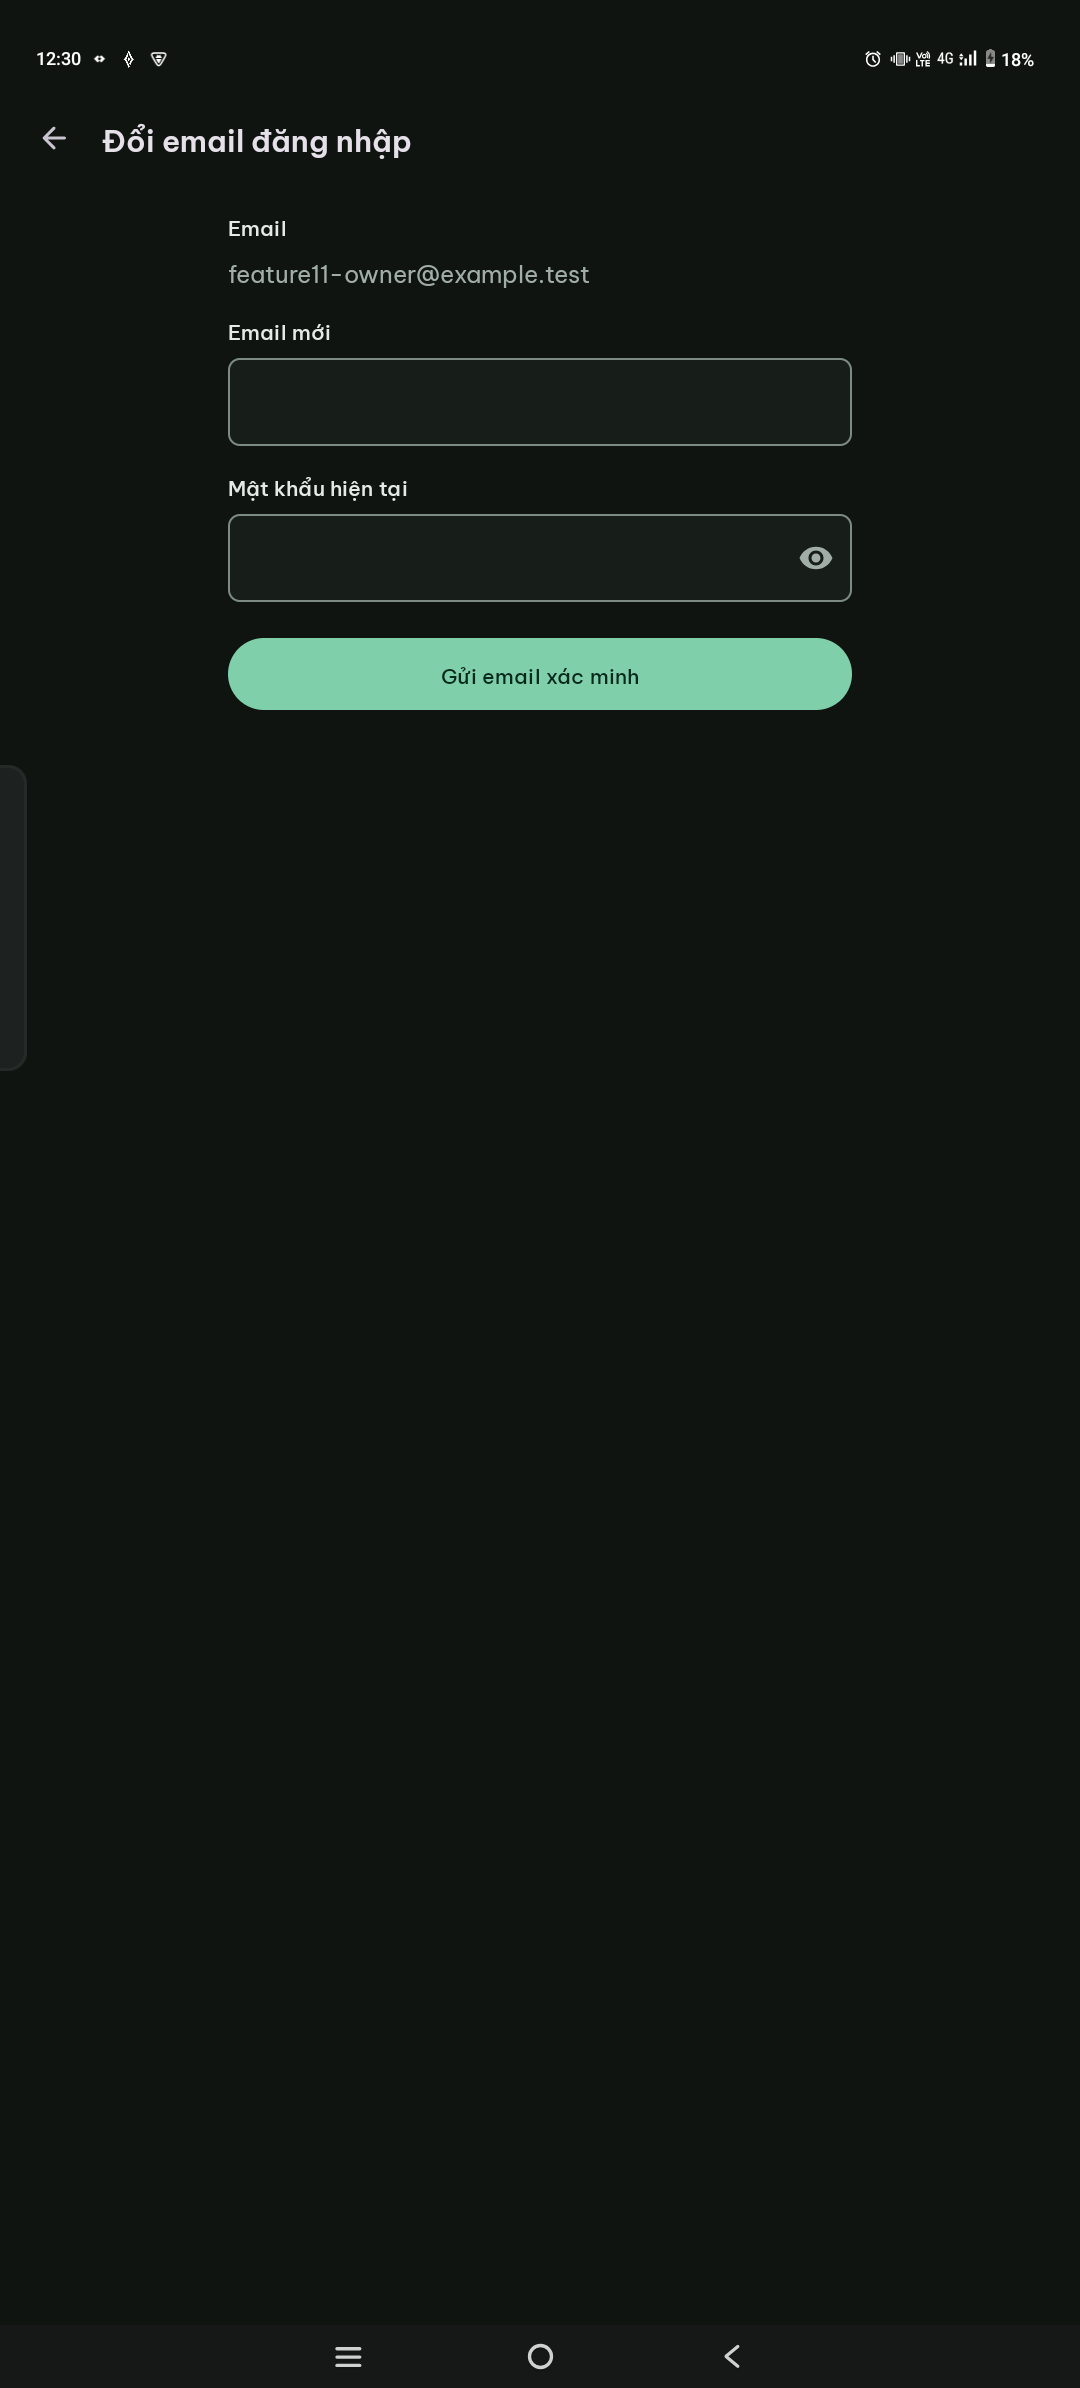 12:30
4G 18%
Đổi email đăng nhập
Email
feature11-owner@example.test
Email mới
Mật khẩu hiện tại
Gửi email xác minh